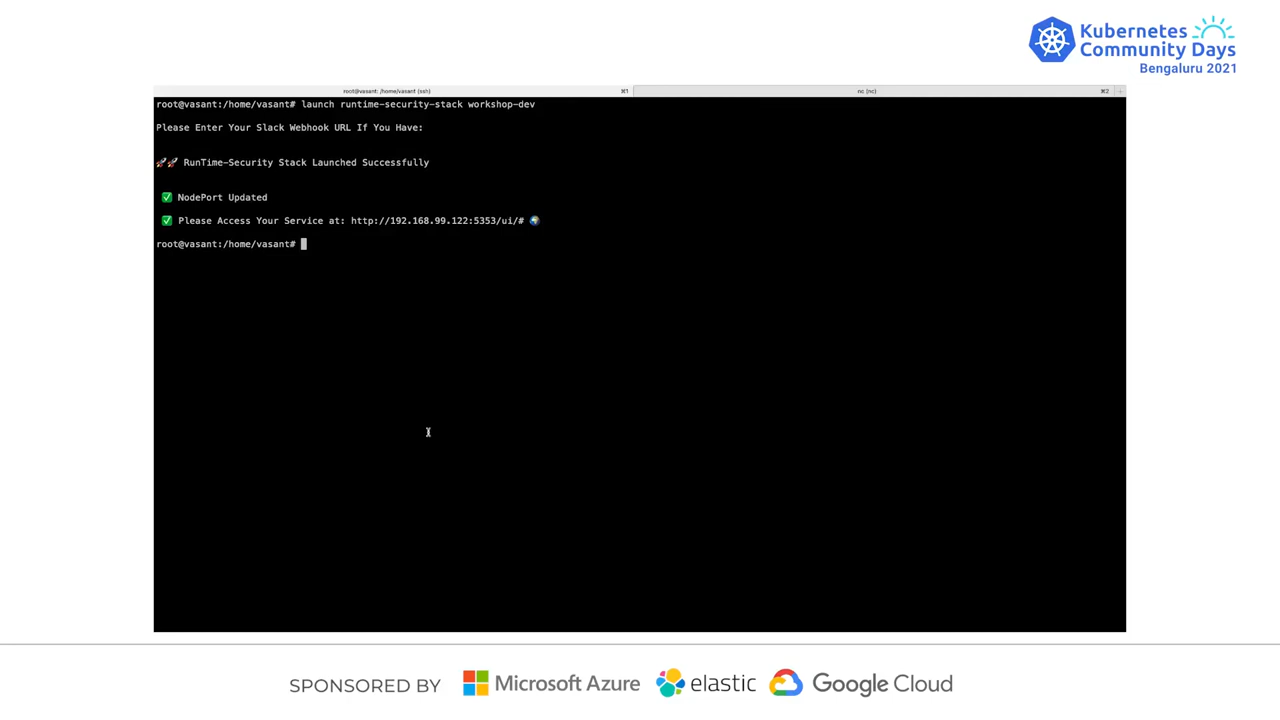 Kubernetes
Community Days
Bengaluru 2021
root@vasant: /home/vasant (ssh)
⌘1
nc (nc)
⌘2
+
root@vasant:/home/vasant# launch runtime-security-stack workshop-dev
Please Enter Your Slack Webhook URL If You Have:
🚀🚀 RunTime-Security Stack Launched Successfully
✅ NodePort Updated
✅ Please Access Your Service at: http://192.168.99.122:5353/ui/# 🌍
root@vasant:/home/vasant#
SPONSORED BY
Microsoft Azure
elastic
Google Cloud